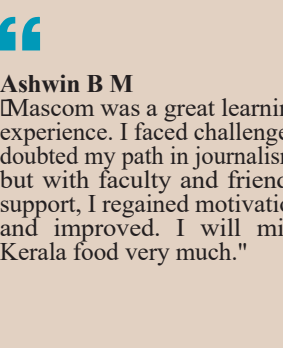 Ashwin B M
Mascom was a great learnin
experience. I faced challenge
doubted my path in journalism
but with faculty and friend
support, I regained motivatio
and improved. I will mi
Kerala food very much."